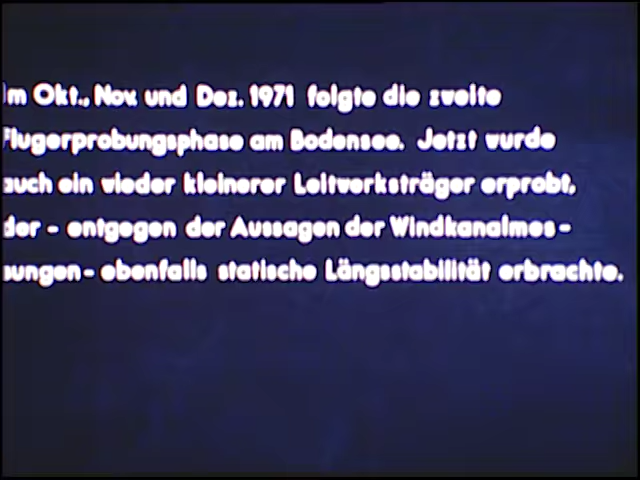 Im Okt., Nov. und Dez. 1971 folgte die zweite
Flugerprobungsphase am Bodensee. Jetzt wurde
auch ein wieder kleinerer Leitwerksträger erprobt,
der - entgegen der Aussagen der Windkanalmes-
sungen - ebenfalls statische Längsstabilität erbrachte.